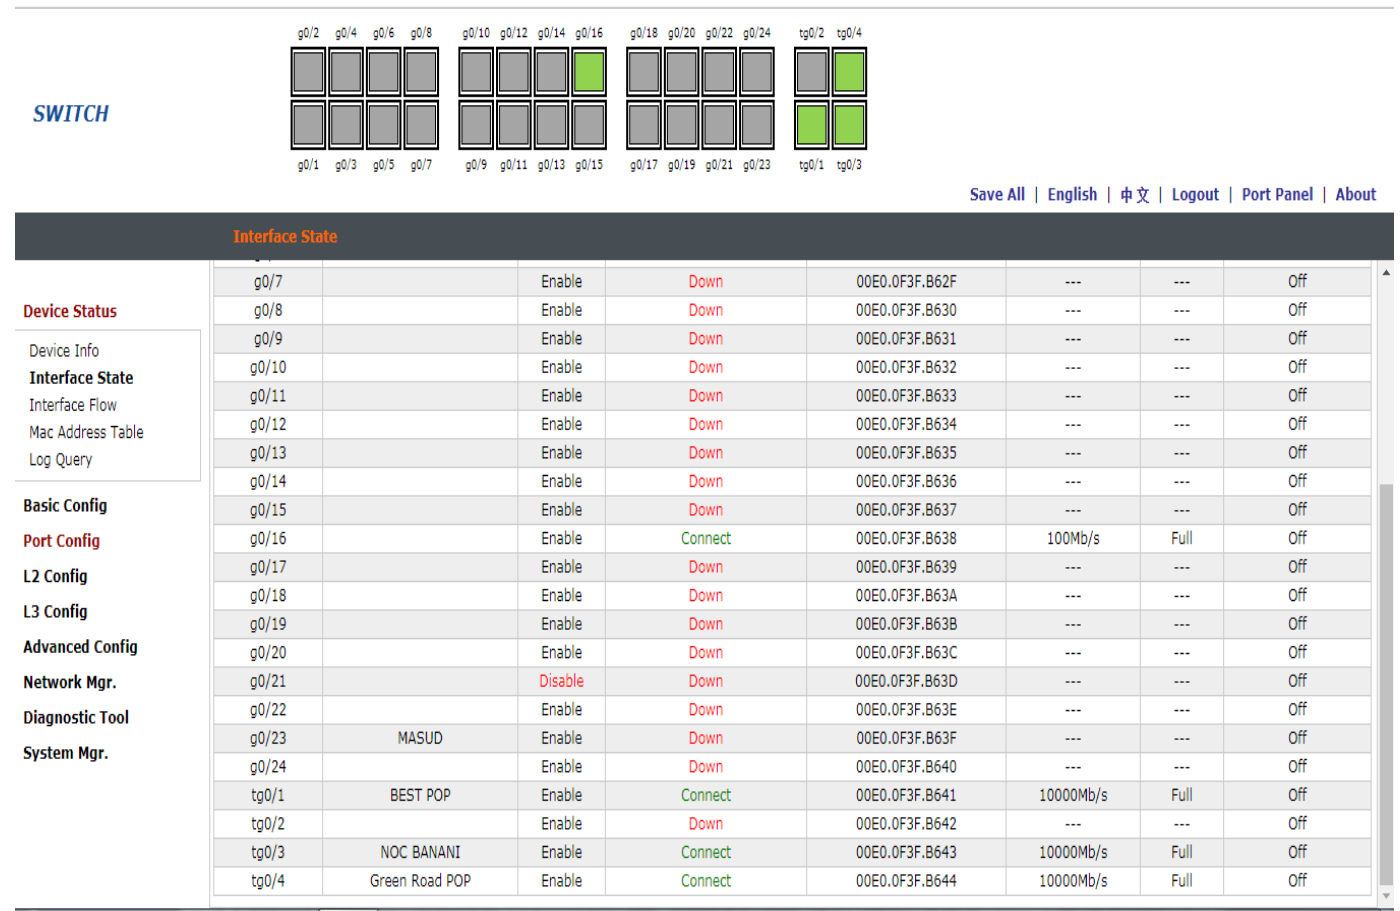 g0/2 g0/4 g0/6 g0/8 g0/10 g0/12 g0/14 g0/16 g0/18 g0/20 g0/22 g0/24 tg0/2 tg0/4
SWITCH
g0/1 g0/3 g0/5 g0/7 g0/9 g0/11 g0/13 g0/15 g0/17 g0/19 g0/21 g0/23 tg0/1 tg0/3
Save All | English | 中文 | Logout | Port Panel | About
Interface State
Device Status
Device Info
Interface State
Interface Flow
Mac Address Table
Log Query
Basic Config
Port Config
L2 Config
L3 Config
Advanced Config
Network Mgr.
Diagnostic Tool
System Mgr.
g0/7 Enable Down 00E0.0F3F.B62F --- --- Off
g0/8 Enable Down 00E0.0F3F.B630 --- --- Off
g0/9 Enable Down 00E0.0F3F.B631 --- --- Off
g0/10 Enable Down 00E0.0F3F.B632 --- --- Off
g0/11 Enable Down 00E0.0F3F.B633 --- --- Off
g0/12 Enable Down 00E0.0F3F.B634 --- --- Off
g0/13 Enable Down 00E0.0F3F.B635 --- --- Off
g0/14 Enable Down 00E0.0F3F.B636 --- --- Off
g0/15 Enable Down 00E0.0F3F.B637 --- --- Off
g0/16 Enable Connect 00E0.0F3F.B638 100Mb/s Full Off
g0/17 Enable Down 00E0.0F3F.B639 --- --- Off
g0/18 Enable Down 00E0.0F3F.B63A --- --- Off
g0/19 Enable Down 00E0.0F3F.B63B --- --- Off
g0/20 Enable Down 00E0.0F3F.B63C --- --- Off
g0/21 Disable Down 00E0.0F3F.B63D --- --- Off
g0/22 Enable Down 00E0.0F3F.B63E --- --- Off
g0/23 MASUD Enable Down 00E0.0F3F.B63F --- --- Off
g0/24 Enable Down 00E0.0F3F.B640 --- --- Off
tg0/1 BEST POP Enable Connect 00E0.0F3F.B641 10000Mb/s Full Off
tg0/2 Enable Down 00E0.0F3F.B642 --- --- Off
tg0/3 NOC BANANI Enable Connect 00E0.0F3F.B643 10000Mb/s Full Off
tg0/4 Green Road POP Enable Connect 00E0.0F3F.B644 10000Mb/s Full Off